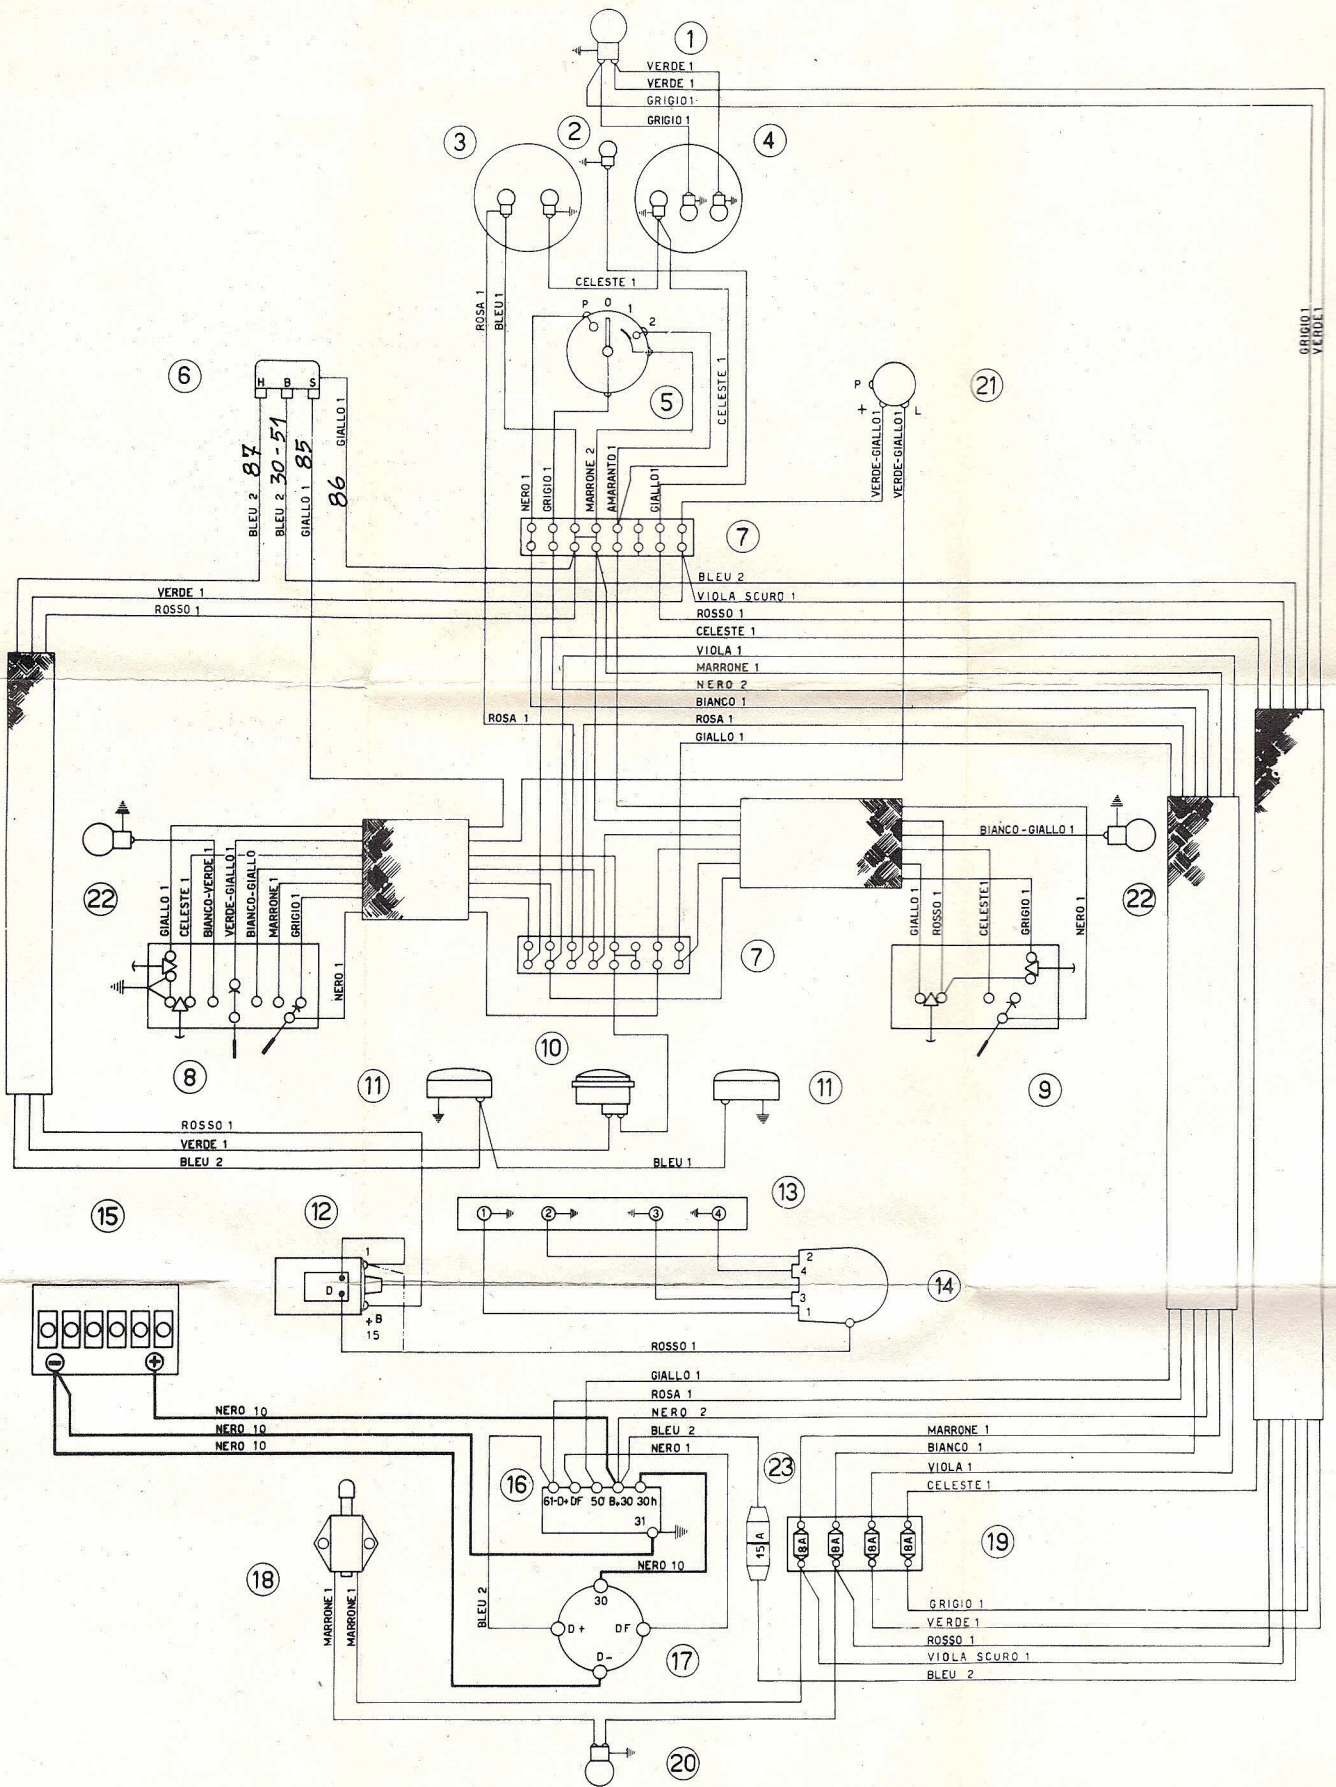 1
VERDE 1
VERDE 1
GRIGIO 1
GRIGIO 1
2
3
4
CELESTE 1
ROSA 1
BLEU 1
P
0
1
2
5
CELESTE 1
GRIGIO 1
VERDE 1
6
H B S
BLEU 2
87
BLEU 2
30-51
GIALLO 1
85
86
GIALLO 1
P
+
L
21
VERDE-GIALLO 1
VERDE-GIALLO 1
NERO 1
GRIGIO 1
MARRONE 2
AMARANTO 1
GIALLO 1
7
BLEU 2
VERDE 1
VIOLA SCURO 1
ROSSO 1
ROSSO 1
CELESTE 1
VIOLA 1
MARRONE 1
NERO 2
BIANCO 1
ROSA 1
ROSA 1
GIALLO 1
22
GIALLO 1
CELESTE 1
BIANCO-VERDE 1
VERDE-GIALLO 1
BIANCO-GIALLO
MARRONE 1
GRIGIO 1
NERO 1
8
7
BIANCO-GIALLO 1
22
GIALLO 1
ROSSO 1
CELESTE 1
GRIGIO 1
NERO 1
9
10
11
11
ROSSO 1
VERDE 1
BLEU 2
BLEU 1
15
12
13
1
2
3
4
1
D
+B
15
2
4
3
1
14
ROSSO 1
GIALLO 1
ROSA 1
NERO 2
BLEU 2
NERO 1
- +
NERO 10
NERO 10
NERO 10
16
61-D+ DF 50 B+30 30h
31
NERO 10
23
15 A
MARRONE 1
BIANCO 1
VIOLA 1
CELESTE 1
8A
8A
8A
8A
19
18
MARRONE 1
MARRONE 1
BLEU 2
30
D+
DF
D-
17
GRIGIO 1
VERDE 1
ROSSO 1
VIOLA SCURO 1
BLEU 2
20